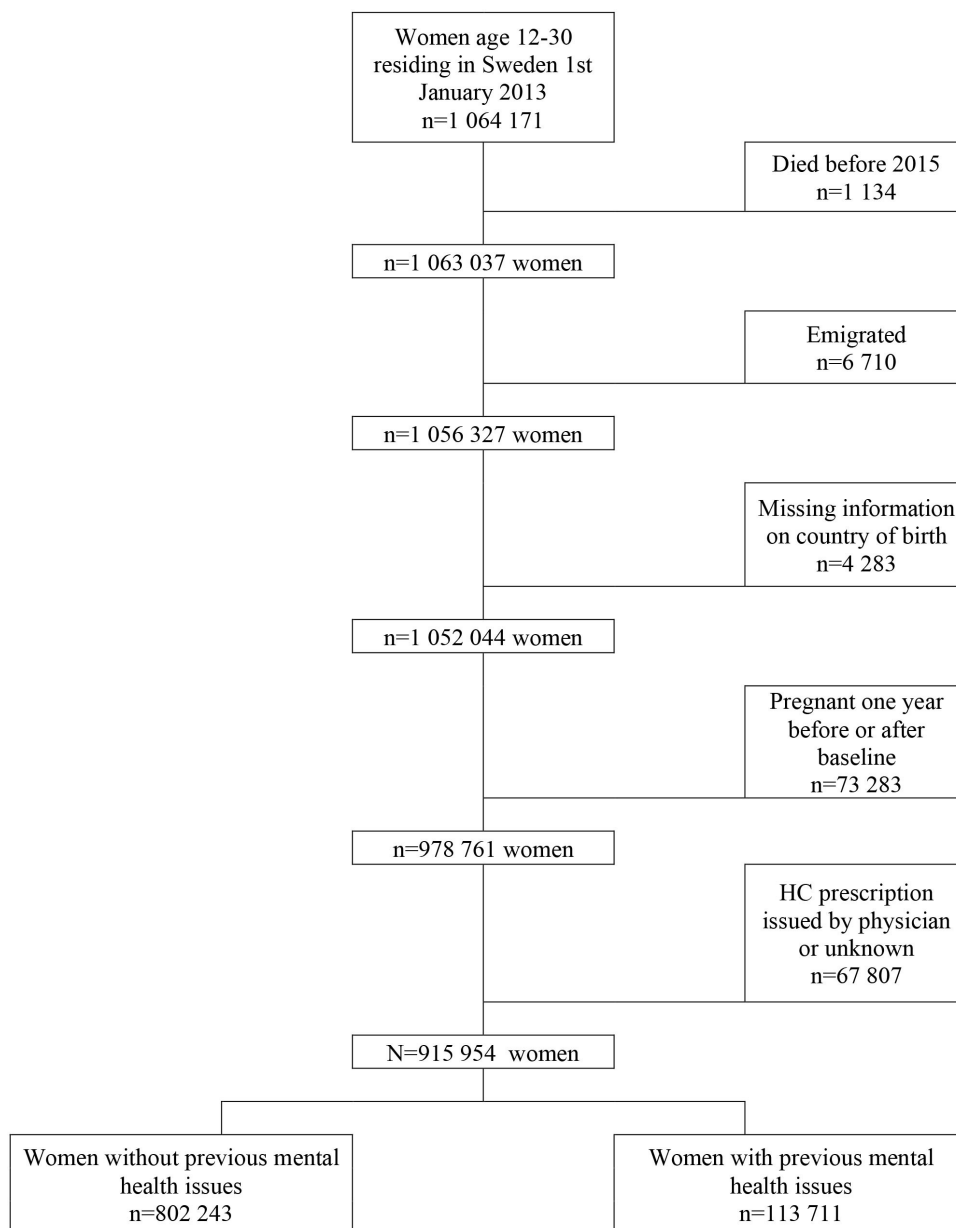 Women age 12-30
residing in Sweden 1st
January 2013
n=1 064 171
Died before 2015
n=1 134
n=1 063 037 women
Emigrated
n=6 710
n=1 056 327 women
Missing information
on country of birth
n=4 283
n=1 052 044 women
Pregnant one year
before or after
baseline
n=73 283
n=978 761 women
HC prescription
issued by physician
or unknown
n=67 807
N=915 954 women
Women without previous mental
health issues
n=802 243
Women with previous mental
health issues
n=113 711